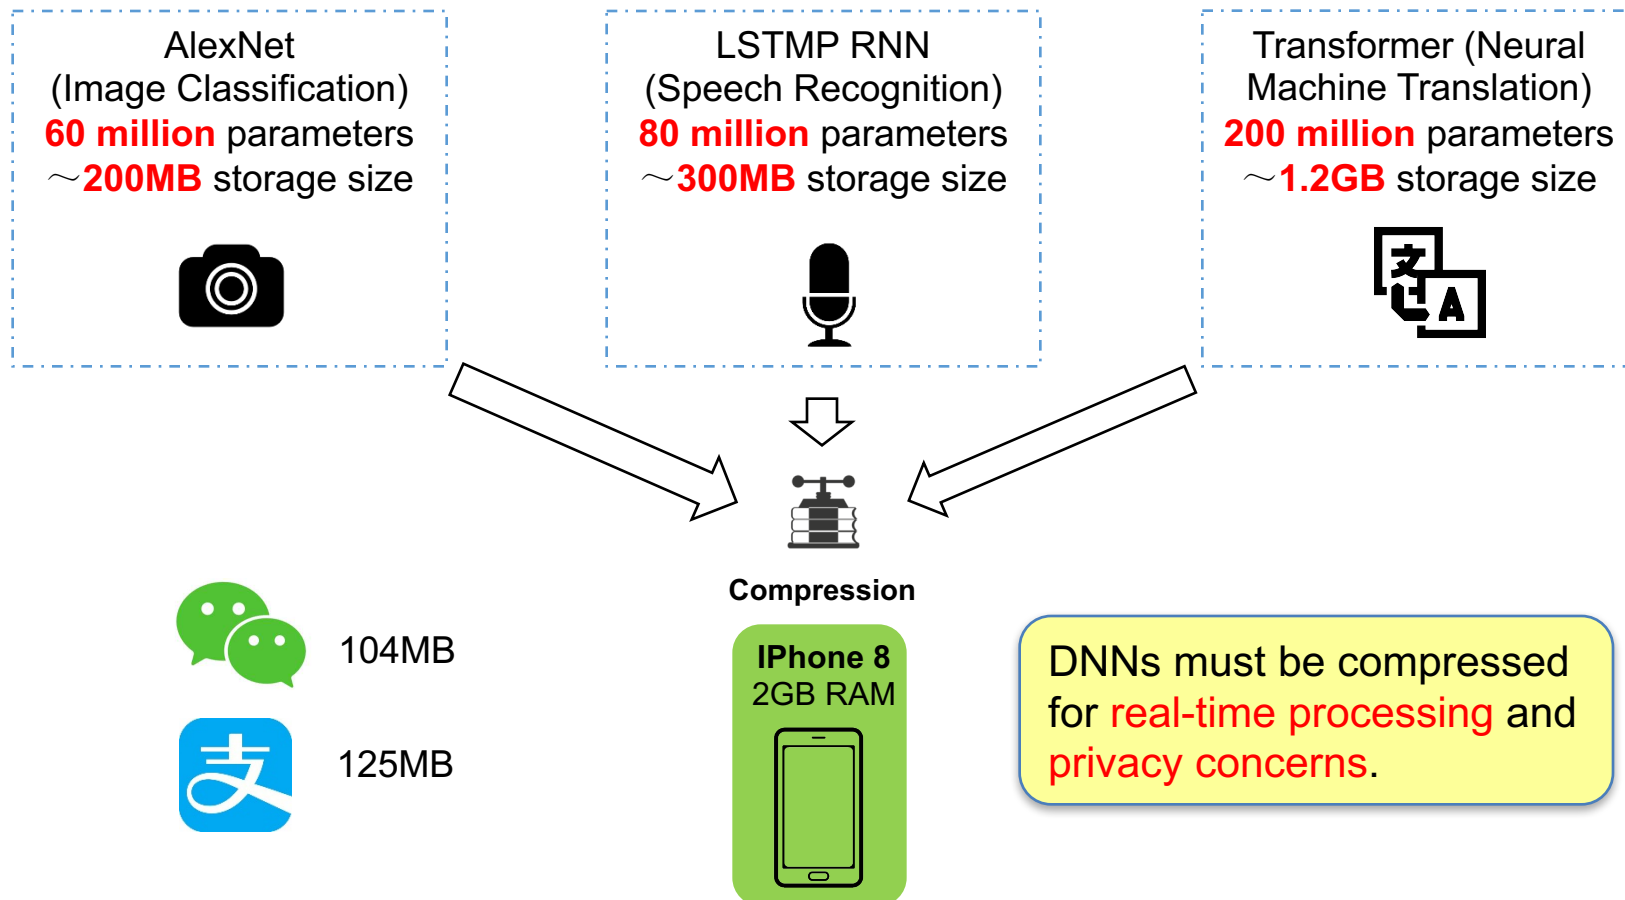 AlexNet
(Image Classification)
60 million parameters
～200MB storage size
LSTMP RNN
(Speech Recognition)
80 million parameters
～300MB storage size
Transformer (Neural
Machine Translation)
200 million parameters
～1.2GB storage size
文
A
Compression
104MB
支
125MB
IPhone 8
2GB RAM
DNNs must be compressed
for real-time processing and
privacy concerns.